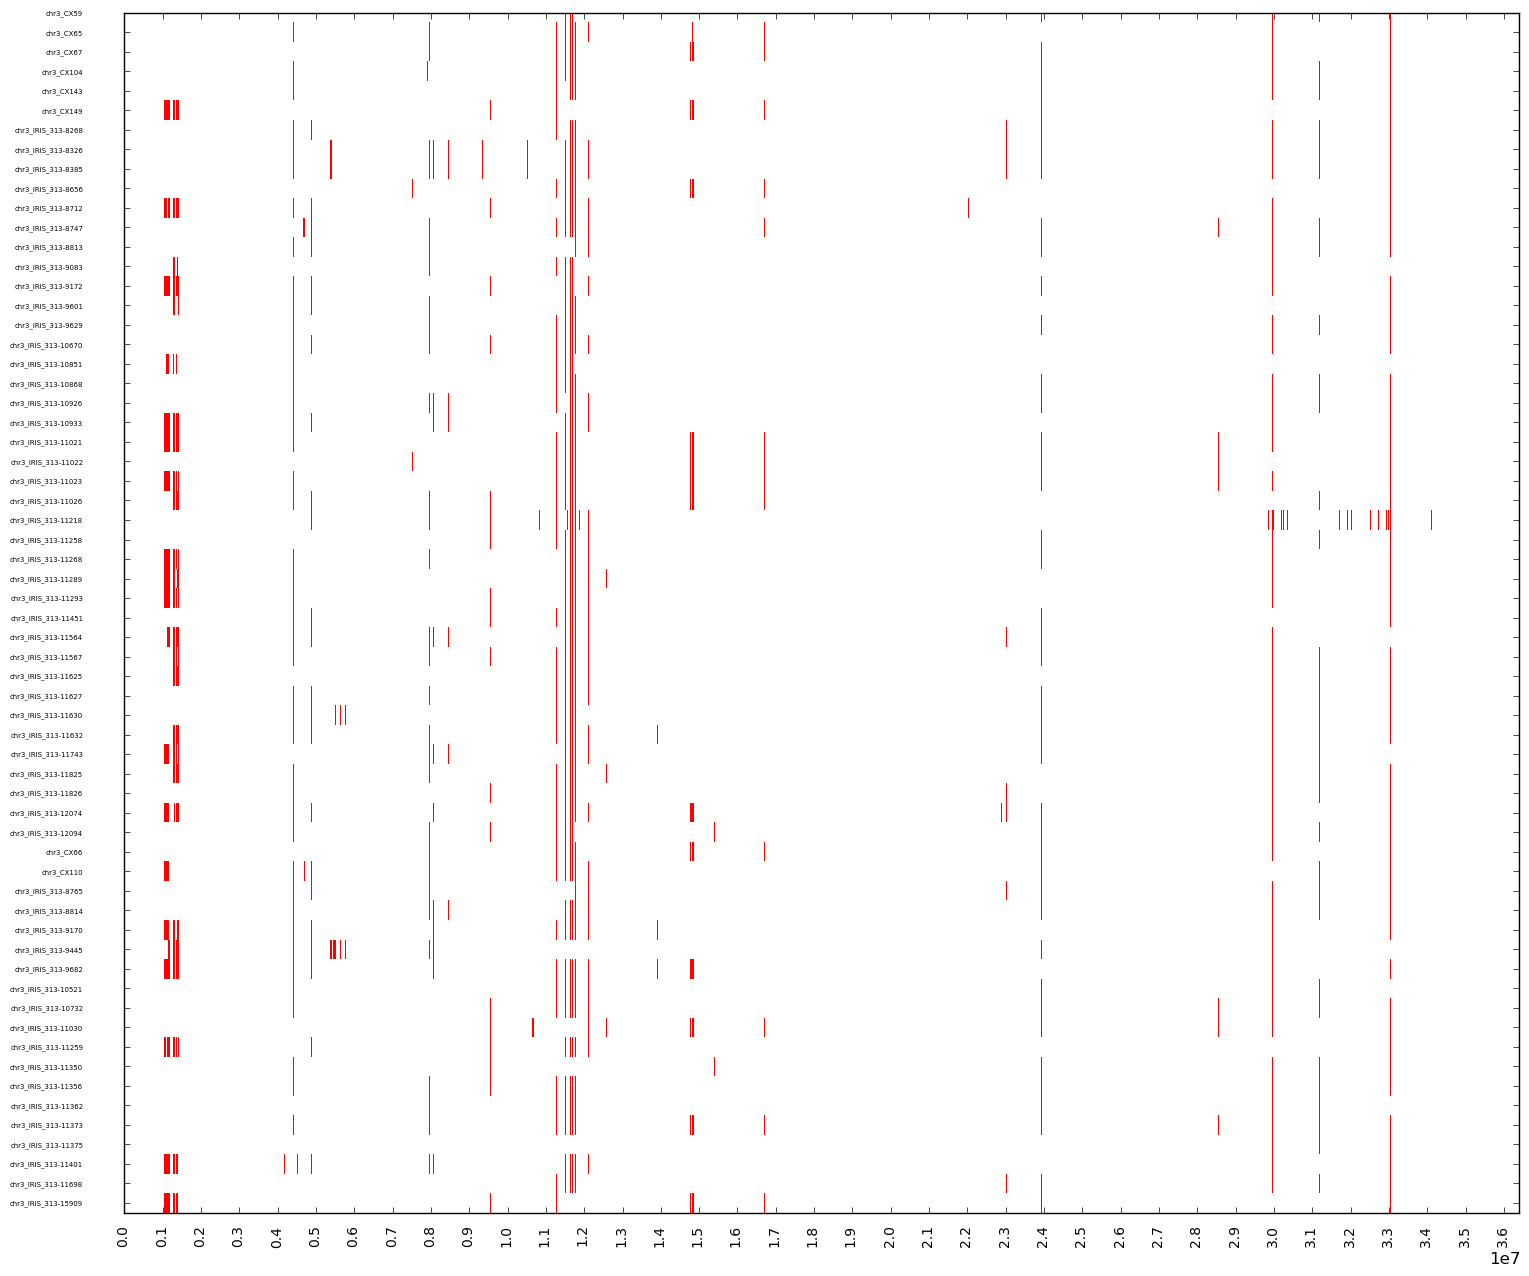 chr3_CX59
chr3_CX65
chr3_CX67
chr3_CX104
chr3_CX143
chr3_CX149
chr3_IRIS_313-8268
chr3_IRIS_313-8326
chr3_IRIS_313-8385
chr3_IRIS_313-8656
chr3_IRIS_313-8712
chr3_IRIS_313-8747
chr3_IRIS_313-8813
chr3_IRIS_313-9083
chr3_IRIS_313-9172
chr3_IRIS_313-9601
chr3_IRIS_313-9629
chr3_IRIS_313-10670
chr3_IRIS_313-10851
chr3_IRIS_313-10868
chr3_IRIS_313-10926
chr3_IRIS_313-10933
chr3_IRIS_313-11021
chr3_IRIS_313-11022
chr3_IRIS_313-11023
chr3_IRIS_313-11026
chr3_IRIS_313-11218
chr3_IRIS_313-11258
chr3_IRIS_313-11268
chr3_IRIS_313-11289
chr3_IRIS_313-11293
chr3_IRIS_313-11451
chr3_IRIS_313-11564
chr3_IRIS_313-11567
chr3_IRIS_313-11625
chr3_IRIS_313-11627
chr3_IRIS_313-11630
chr3_IRIS_313-11632
chr3_IRIS_313-11743
chr3_IRIS_313-11825
chr3_IRIS_313-11826
chr3_IRIS_313-12074
chr3_IRIS_313-12094
chr3_CX66
chr3_CX110
chr3_IRIS_313-8765
chr3_IRIS_313-8814
chr3_IRIS_313-9170
chr3_IRIS_313-9445
chr3_IRIS_313-9682
chr3_IRIS_313-10521
chr3_IRIS_313-10732
chr3_IRIS_313-11030
chr3_IRIS_313-11259
chr3_IRIS_313-11350
chr3_IRIS_313-11356
chr3_IRIS_313-11362
chr3_IRIS_313-11373
chr3_IRIS_313-11375
chr3_IRIS_313-11401
chr3_IRIS_313-11698
chr3_IRIS_313-15909
0.0 0.1 0.2 0.3 0.4 0.5 0.6 0.7 0.8 0.9 1.0 1.1 1.2 1.3 1.4 1.5 1.6 1.7 1.8 1.9 2.0 2.1 2.2 2.3 2.4 2.5 2.6 2.7 2.8 2.9 3.0 3.1 3.2 3.3 3.4 3.5 3.6
1e7